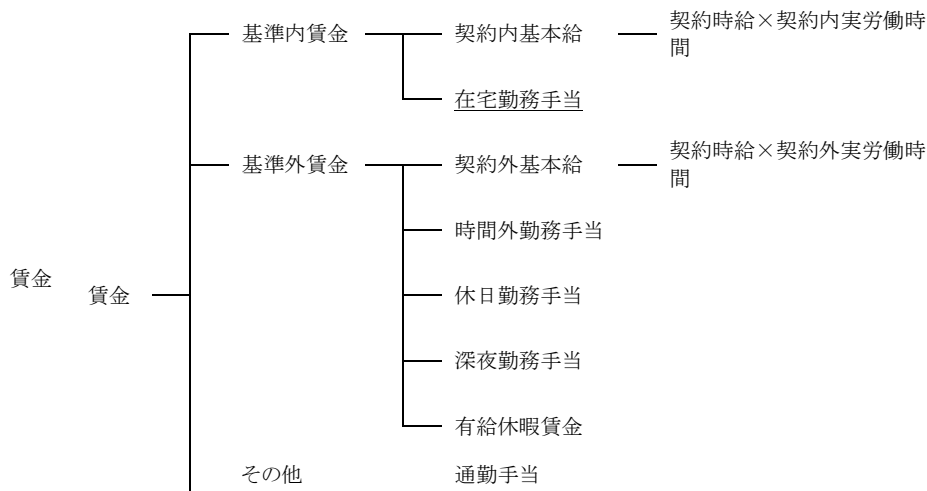 基準内賃金 契約内基本給 契約時給×契約内実労働時
間
在宅勤務手当
基準外賃金 契約外基本給 契約時給×契約外実労働時
間
時間外勤務手当
賃金 賃金 休日勤務手当
深夜勤務手当
有給休暇賃金
その他 通勤手当